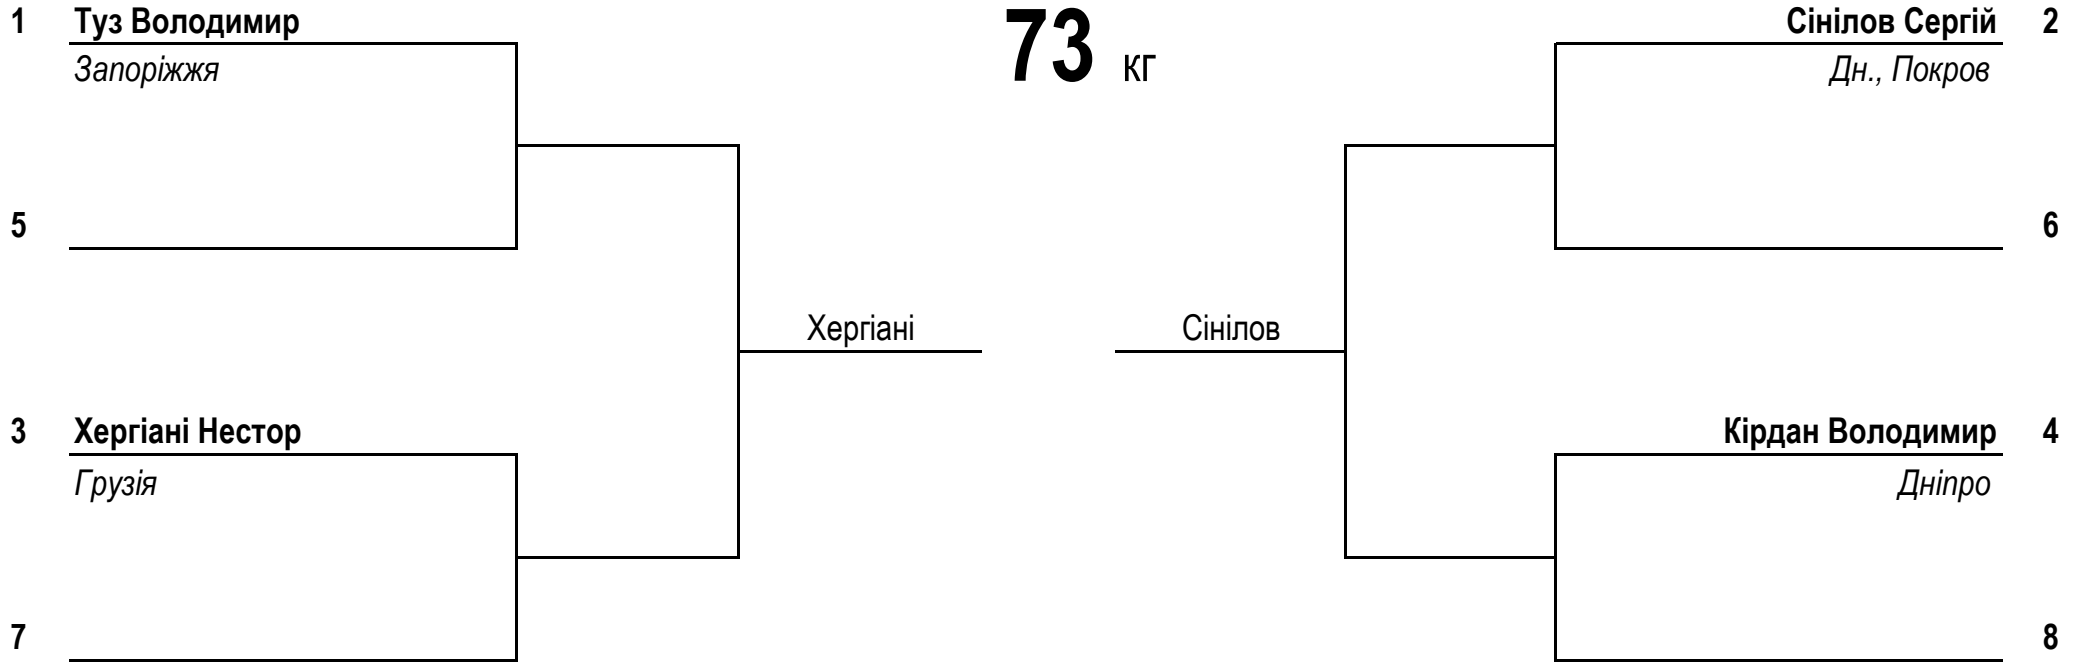 1 Туз Володимир
Запоріжжя
5
3 Хергіані Нестор
Грузія
7
Хергіані
73 кг
Сінілов
Сінілов Сергій 2
Дн., Покров
6
Кірдан Володимир 4
Дніпро
8